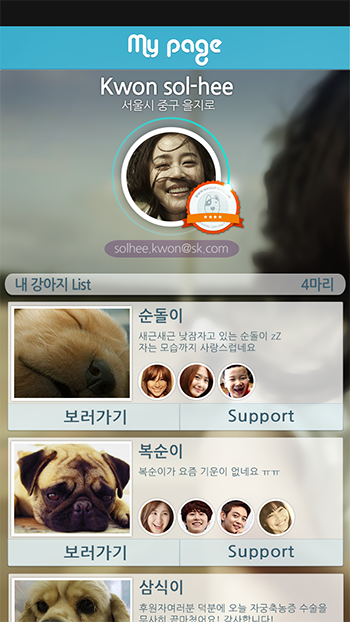 My page
Kwon sol-hee
서울시 중구 을지로
solhee.kwon@sk.com
내 강아지 List
4마리
순돌이
새근새근 낮잠자고 있는 순돌이 zZ
자는 모습까지 사랑스럽네요
보러가기
Support
복순이
복순이가 요즘 기운이 없네요 ㅠㅠ
보러가기
Support
삼식이
후원자여러분 덕분에 오늘 자궁축농증 수술을
무사히 끝마쳤어요! 감사합니다!